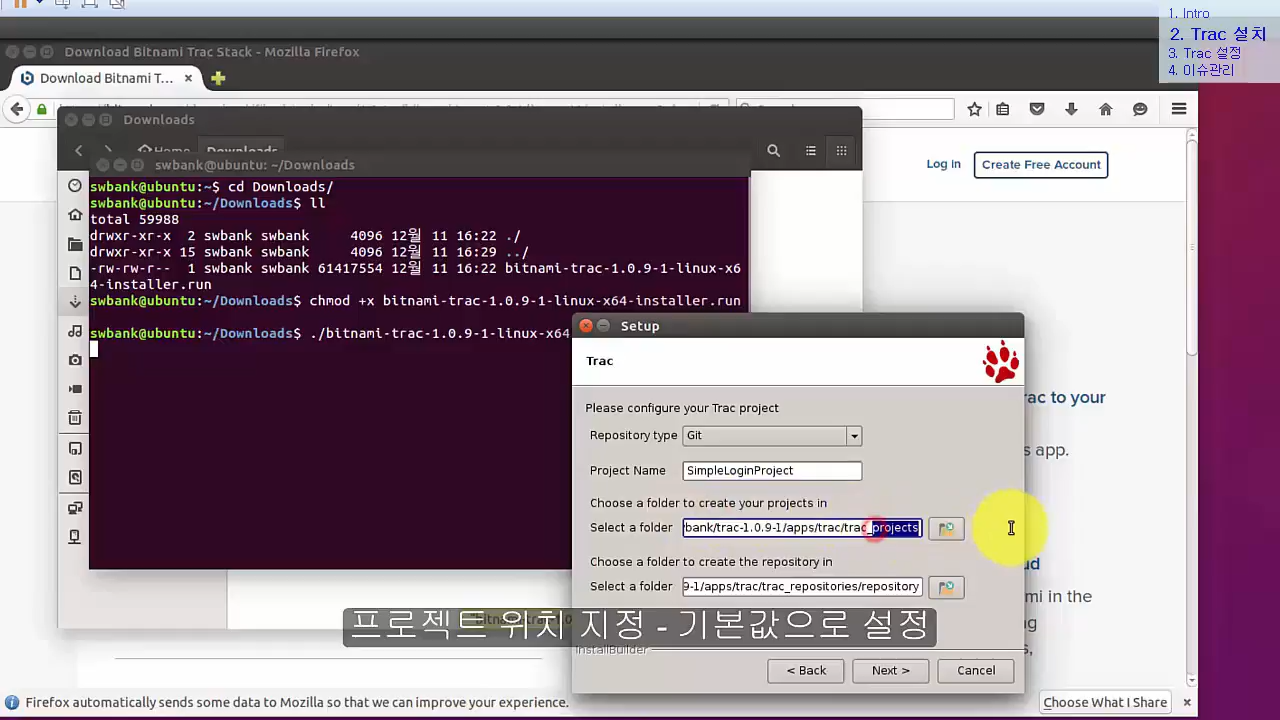 1. Intro
2. Trac 설치
3. Trac 설정
4. 이슈관리
Download Bitnami Trac Stack - Mozilla Firefox
Download Bitnami T...
Downloads
Home
Downloads
swbank@ubuntu: ~/Downloads
Log in
Create Free Account
swbank@ubuntu:~$ cd Downloads/
swbank@ubuntu:~/Downloads$ ll
total 59988
drwxr-xr-x 2 swbank swbank 4096 12월 11 16:22 ./
drwxr-xr-x 15 swbank swbank 4096 12월 11 16:29 ../
-rw-rw-r-- 1 swbank swbank 61417554 12월 11 16:22 bitnami-trac-1.0.9-1-linux-x6
4-installer.run
swbank@ubuntu:~/Downloads$ chmod +x bitnami-trac-1.0.9-1-linux-x64-installer.run
swbank@ubuntu:~/Downloads$ ./bitnami-trac-1.0.9-1-linux-x64
Setup
Trac
Please configure your Trac project
Repository type Git
Project Name SimpleLoginProject
Choose a folder to create your projects in
Select a folder bank/trac-1.0.9-1/apps/trac/trac_projects
Choose a folder to create the repository in
Select a folder 9-1/apps/trac/trac_repositories/repository
InstallBuilder
< Back
Next >
Cancel
rac to your
s app.
ud
mi in the
ng
s,
프로젝트 위치 지정 - 기본값으로 설정
Firefox automatically sends some data to Mozilla so that we can improve your experience.
Choose What I Share